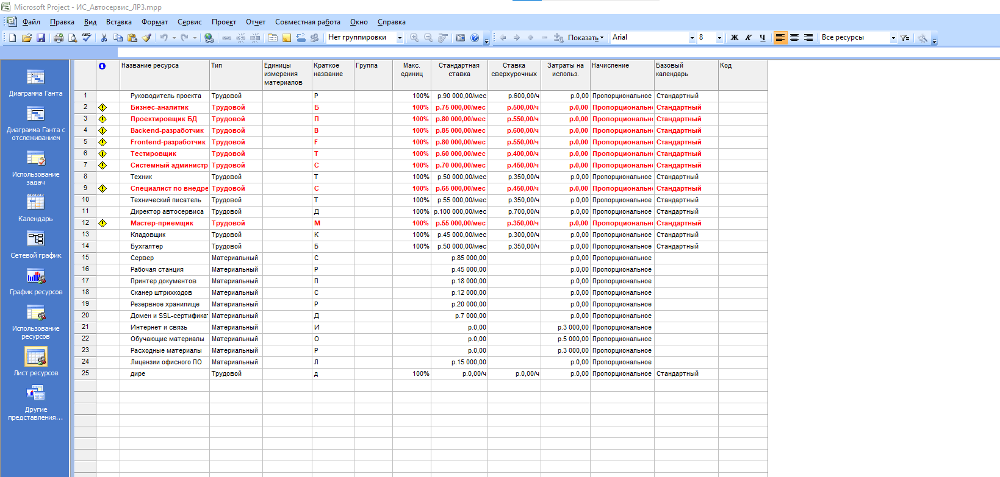 Microsoft Project - ИС_Автосервис_ЛР3.mpp
Файл Правка Вид Вставка Формат Сервис Проект Отчет Совместная работа Окно Справка
Нет группировки Показать Arial 8 Ж К Ч Все ресурсы
Диаграмма Ганта
Диаграмма Ганта с отслеживанием
Использование задач
Календарь
Сетевой график
График ресурсов
Использование ресурсов
Лист ресурсов
Другие представления...
Название ресурса Тип Единицы измерения материалов Краткое название Группа Макс. единиц Стандартная ставка Ставка сверхурочных Затраты на использ. Начисление Базовый календарь Код
1 Руководитель проекта Трудовой Р 100% р.90 000,00/мес р.600,00/ч р.0,00 Пропорциональное Стандартный
2 Бизнес-аналитик Трудовой Б 100% р.75 000,00/мес р.500,00/ч р.0,00 Пропорциональн Стандартный
3 Проектировщик БД Трудовой П 100% р.80 000,00/мес р.550,00/ч р.0,00 Пропорциональн Стандартный
4 Backend-разработчик Трудовой B 100% р.85 000,00/мес р.600,00/ч р.0,00 Пропорциональн Стандартный
5 Frontend-разработчик Трудовой F 100% р.80 000,00/мес р.550,00/ч р.0,00 Пропорциональн Стандартный
6 Тестировщик Трудовой Т 100% р.60 000,00/мес р.400,00/ч р.0,00 Пропорциональн Стандартный
7 Системный администр Трудовой С 100% р.70 000,00/мес р.450,00/ч р.0,00 Пропорциональн Стандартный
8 Техник Трудовой Т 100% р.50 000,00/мес р.350,00/ч р.0,00 Пропорциональное Стандартный
9 Специалист по внедре Трудовой С 100% р.65 000,00/мес р.450,00/ч р.0,00 Пропорциональн Стандартный
10 Технический писатель Трудовой Т 100% р.55 000,00/мес р.350,00/ч р.0,00 Пропорциональное Стандартный
11 Директор автосервиса Трудовой Д 100% р.100 000,00/мес р.700,00/ч р.0,00 Пропорциональное Стандартный
12 Мастер-приемщик Трудовой М 100% р.55 000,00/мес р.350,00/ч р.0,00 Пропорциональн Стандартный
13 Кладовщик Трудовой К 100% р.45 000,00/мес р.300,00/ч р.0,00 Пропорциональное Стандартный
14 Бухгалтер Трудовой Б 100% р.50 000,00/мес р.350,00/ч р.0,00 Пропорциональное Стандартный
15 Сервер Материальный С р.85 000,00 р.0,00 Пропорциональное
16 Рабочая станция Материальный Р р.45 000,00 р.0,00 Пропорциональное
17 Принтер документов Материальный П р.18 000,00 р.0,00 Пропорциональное
18 Сканер штрихкодов Материальный С р.12 000,00 р.0,00 Пропорциональное
19 Резервное хранилище Материальный Р р.20 000,00 р.0,00 Пропорциональное
20 Домен и SSL-сертифика Материальный Д р.7 000,00 р.0,00 Пропорциональное
21 Интернет и связь Материальный И р.0,00 р.3 000,00 Пропорциональное
22 Обучающие материалы Материальный О р.0,00 р.5 000,00 Пропорциональное
23 Расходные материалы Материальный Р р.0,00 р.3 000,00 Пропорциональное
24 Лицензии офисного ПО Материальный Л р.15 000,00 р.0,00 Пропорциональное
25 дире Трудовой д 100% р.0,00/ч р.0,00/ч р.0,00 Пропорциональное Стандартный